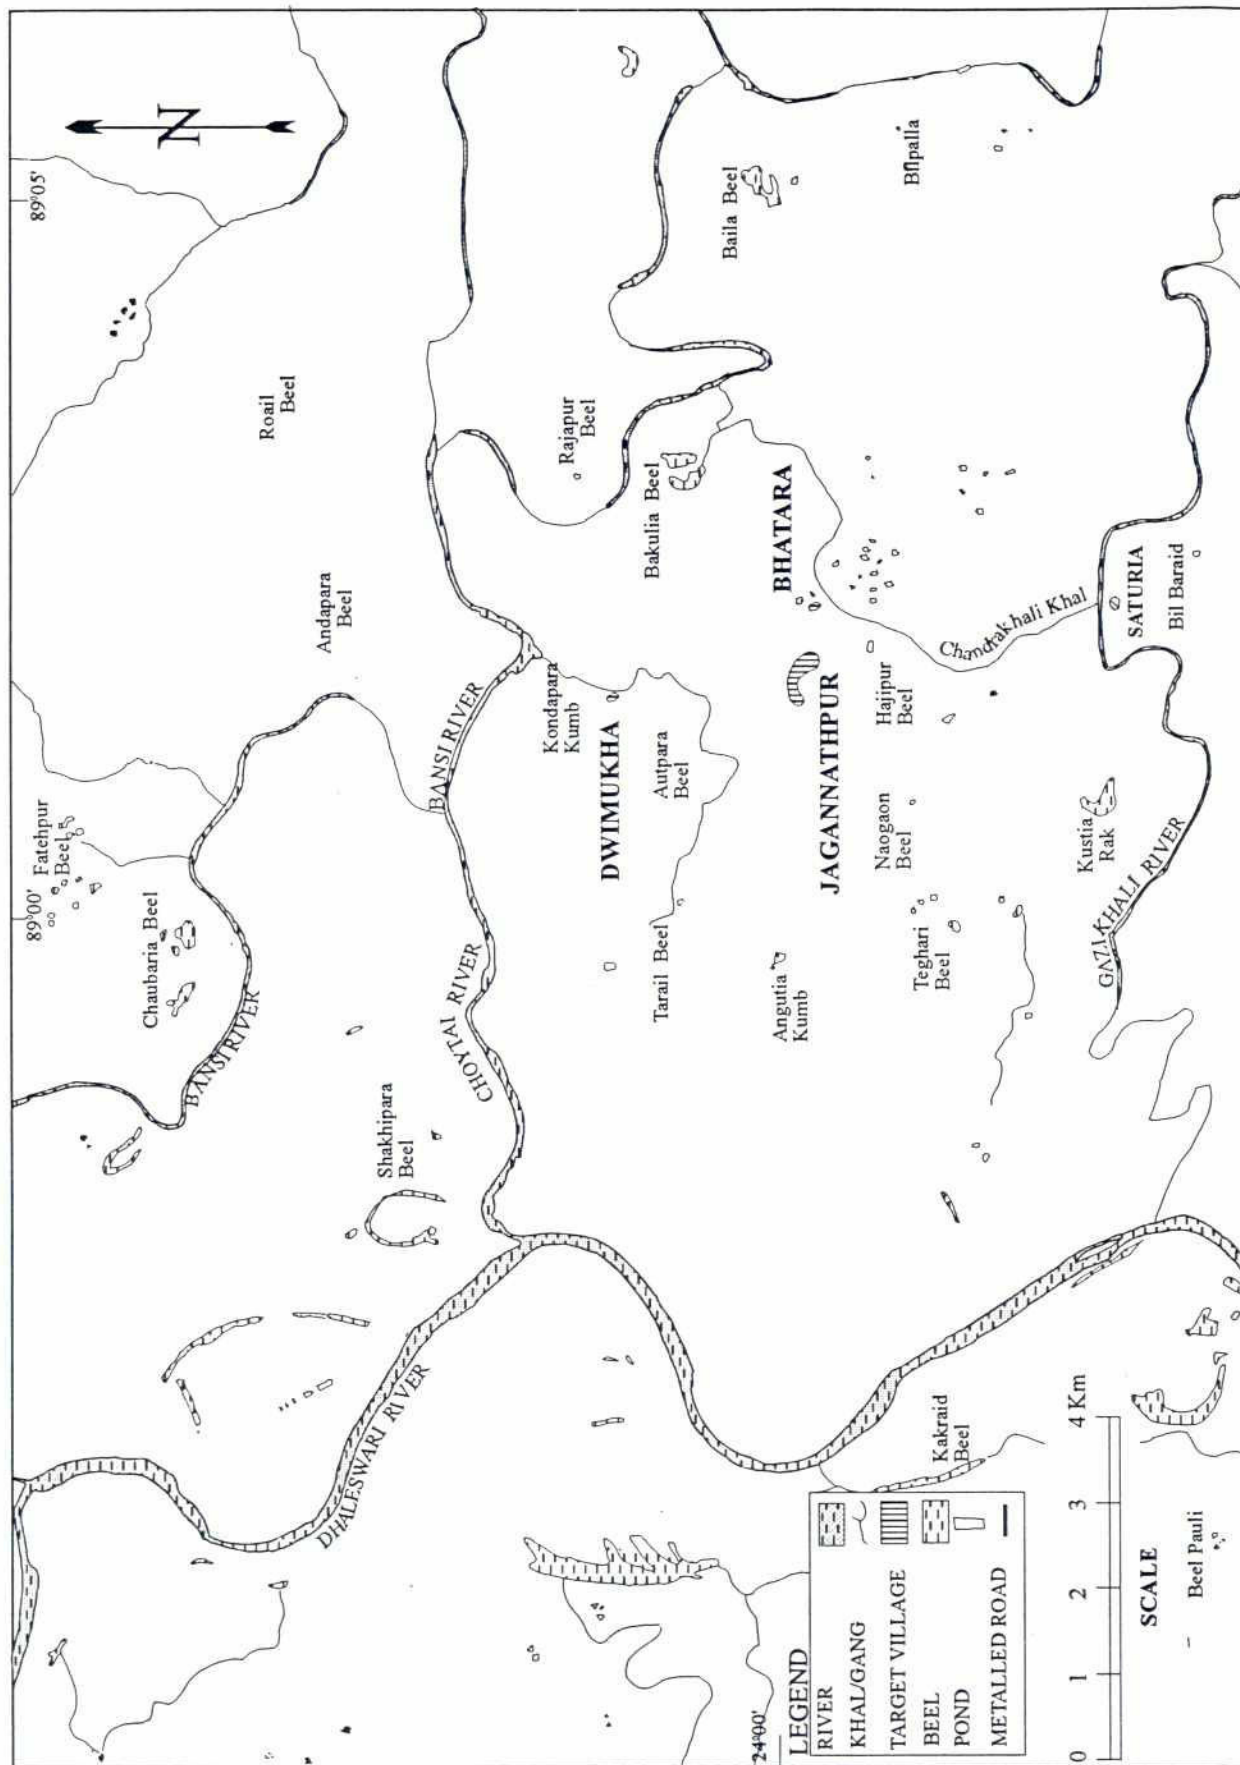 89°00'
89°05'
Fatehpur
Beel
Chaubaria Beel
N
BANSI RIVER
Roail
Beel
Andapara
Beel
DHALESWARI RIVER
Shakhipara
Beel
BANSI RIVER
CHOYTAI RIVER
Kondapara
Kumb
Rajapur
Beel
DWIMUKHA
Bakulia Beel
Tarail Beel
Autpara
Beel
Baila Beel
24°00'
Angutia
Kumb
BHATARA
JAGANNATHPUR
Hajipur
Beel
Naogaon
Beel
Bilpalla
Teghari
Beel
Kakraid
Beel
Chandrakhali Khal
LEGEND
RIVER
KHAL/GANG
TARGET VILLAGE
BEEL
POND
METALLED ROAD
Kustia
Rak
GAZIKHALI RIVER
SATURIA
Bil Baraid
0 1 2 3 4 Km
SCALE
Beel Pauli